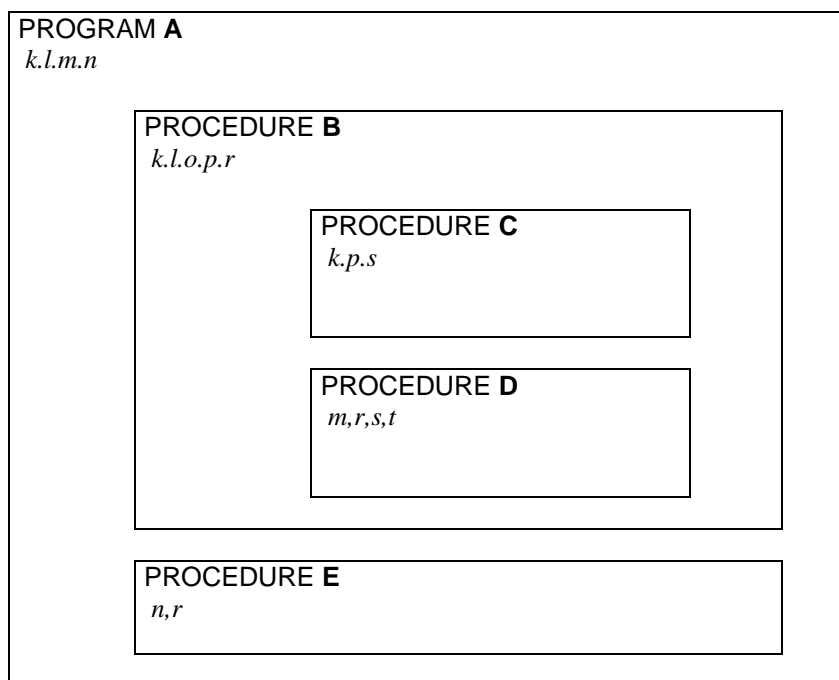 PROGRAM A
k.l.m.n
PROCEDURE B
k.l.o.p.r
PROCEDURE C
k.p.s
PROCEDURE D
m,r,s,t
PROCEDURE E
n,r